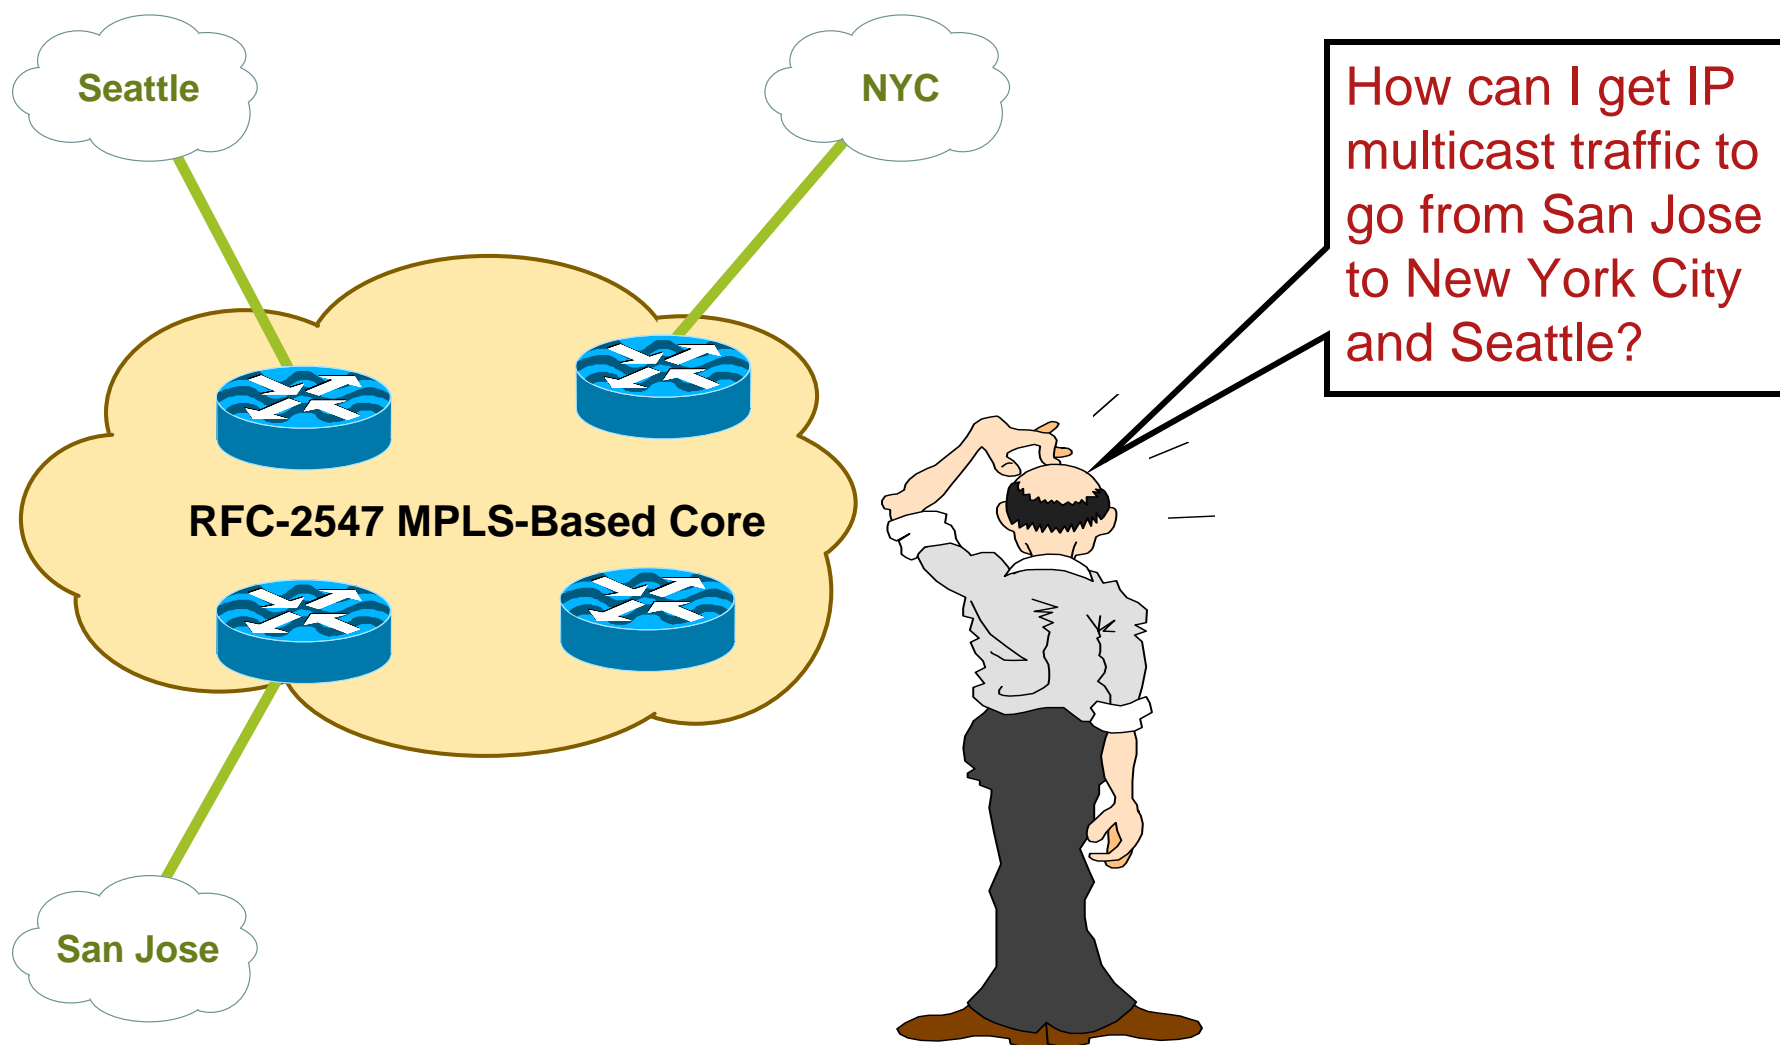 Seattle
NYC
How can I get IP
multicast traffic to
go from San Jose
to New York City
and Seattle?
RFC-2547 MPLS-Based Core
San Jose